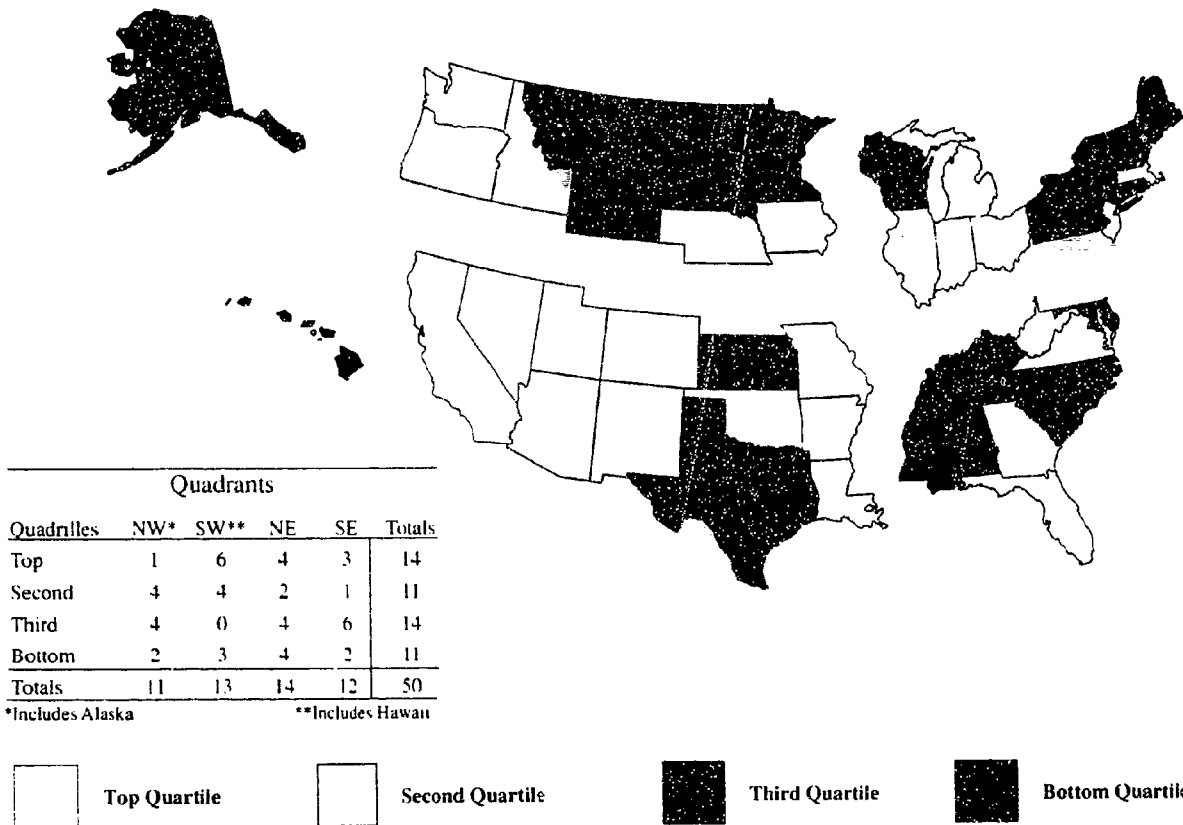 Quadrants
Quadrilles NW* SW** NE SE Totals
Top 1 6 4 3 14
Second 4 4 2 1 11
Third 4 0 4 6 14
Bottom 2 3 4 2 11
Totals 11 13 14 12 50
*Includes Alaska **Includes Hawaii
Top Quartile Second Quartile Third Quartile Bottom Quartile